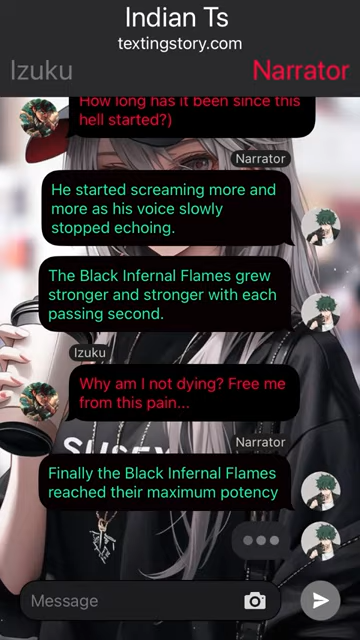 Indian Ts
textingstory.com
Izuku
Narrator
How long has it been since this
hell started?)
Narrator
He started screaming more and
more as his voice slowly
stopped echoing.
The Black Infernal Flames grew
stronger and stronger with each
passing second.
Izuku
Why am I not dying? Free me
from this pain...
Narrator
Finally the Black Infernal Flames
reached their maximum potency
Message